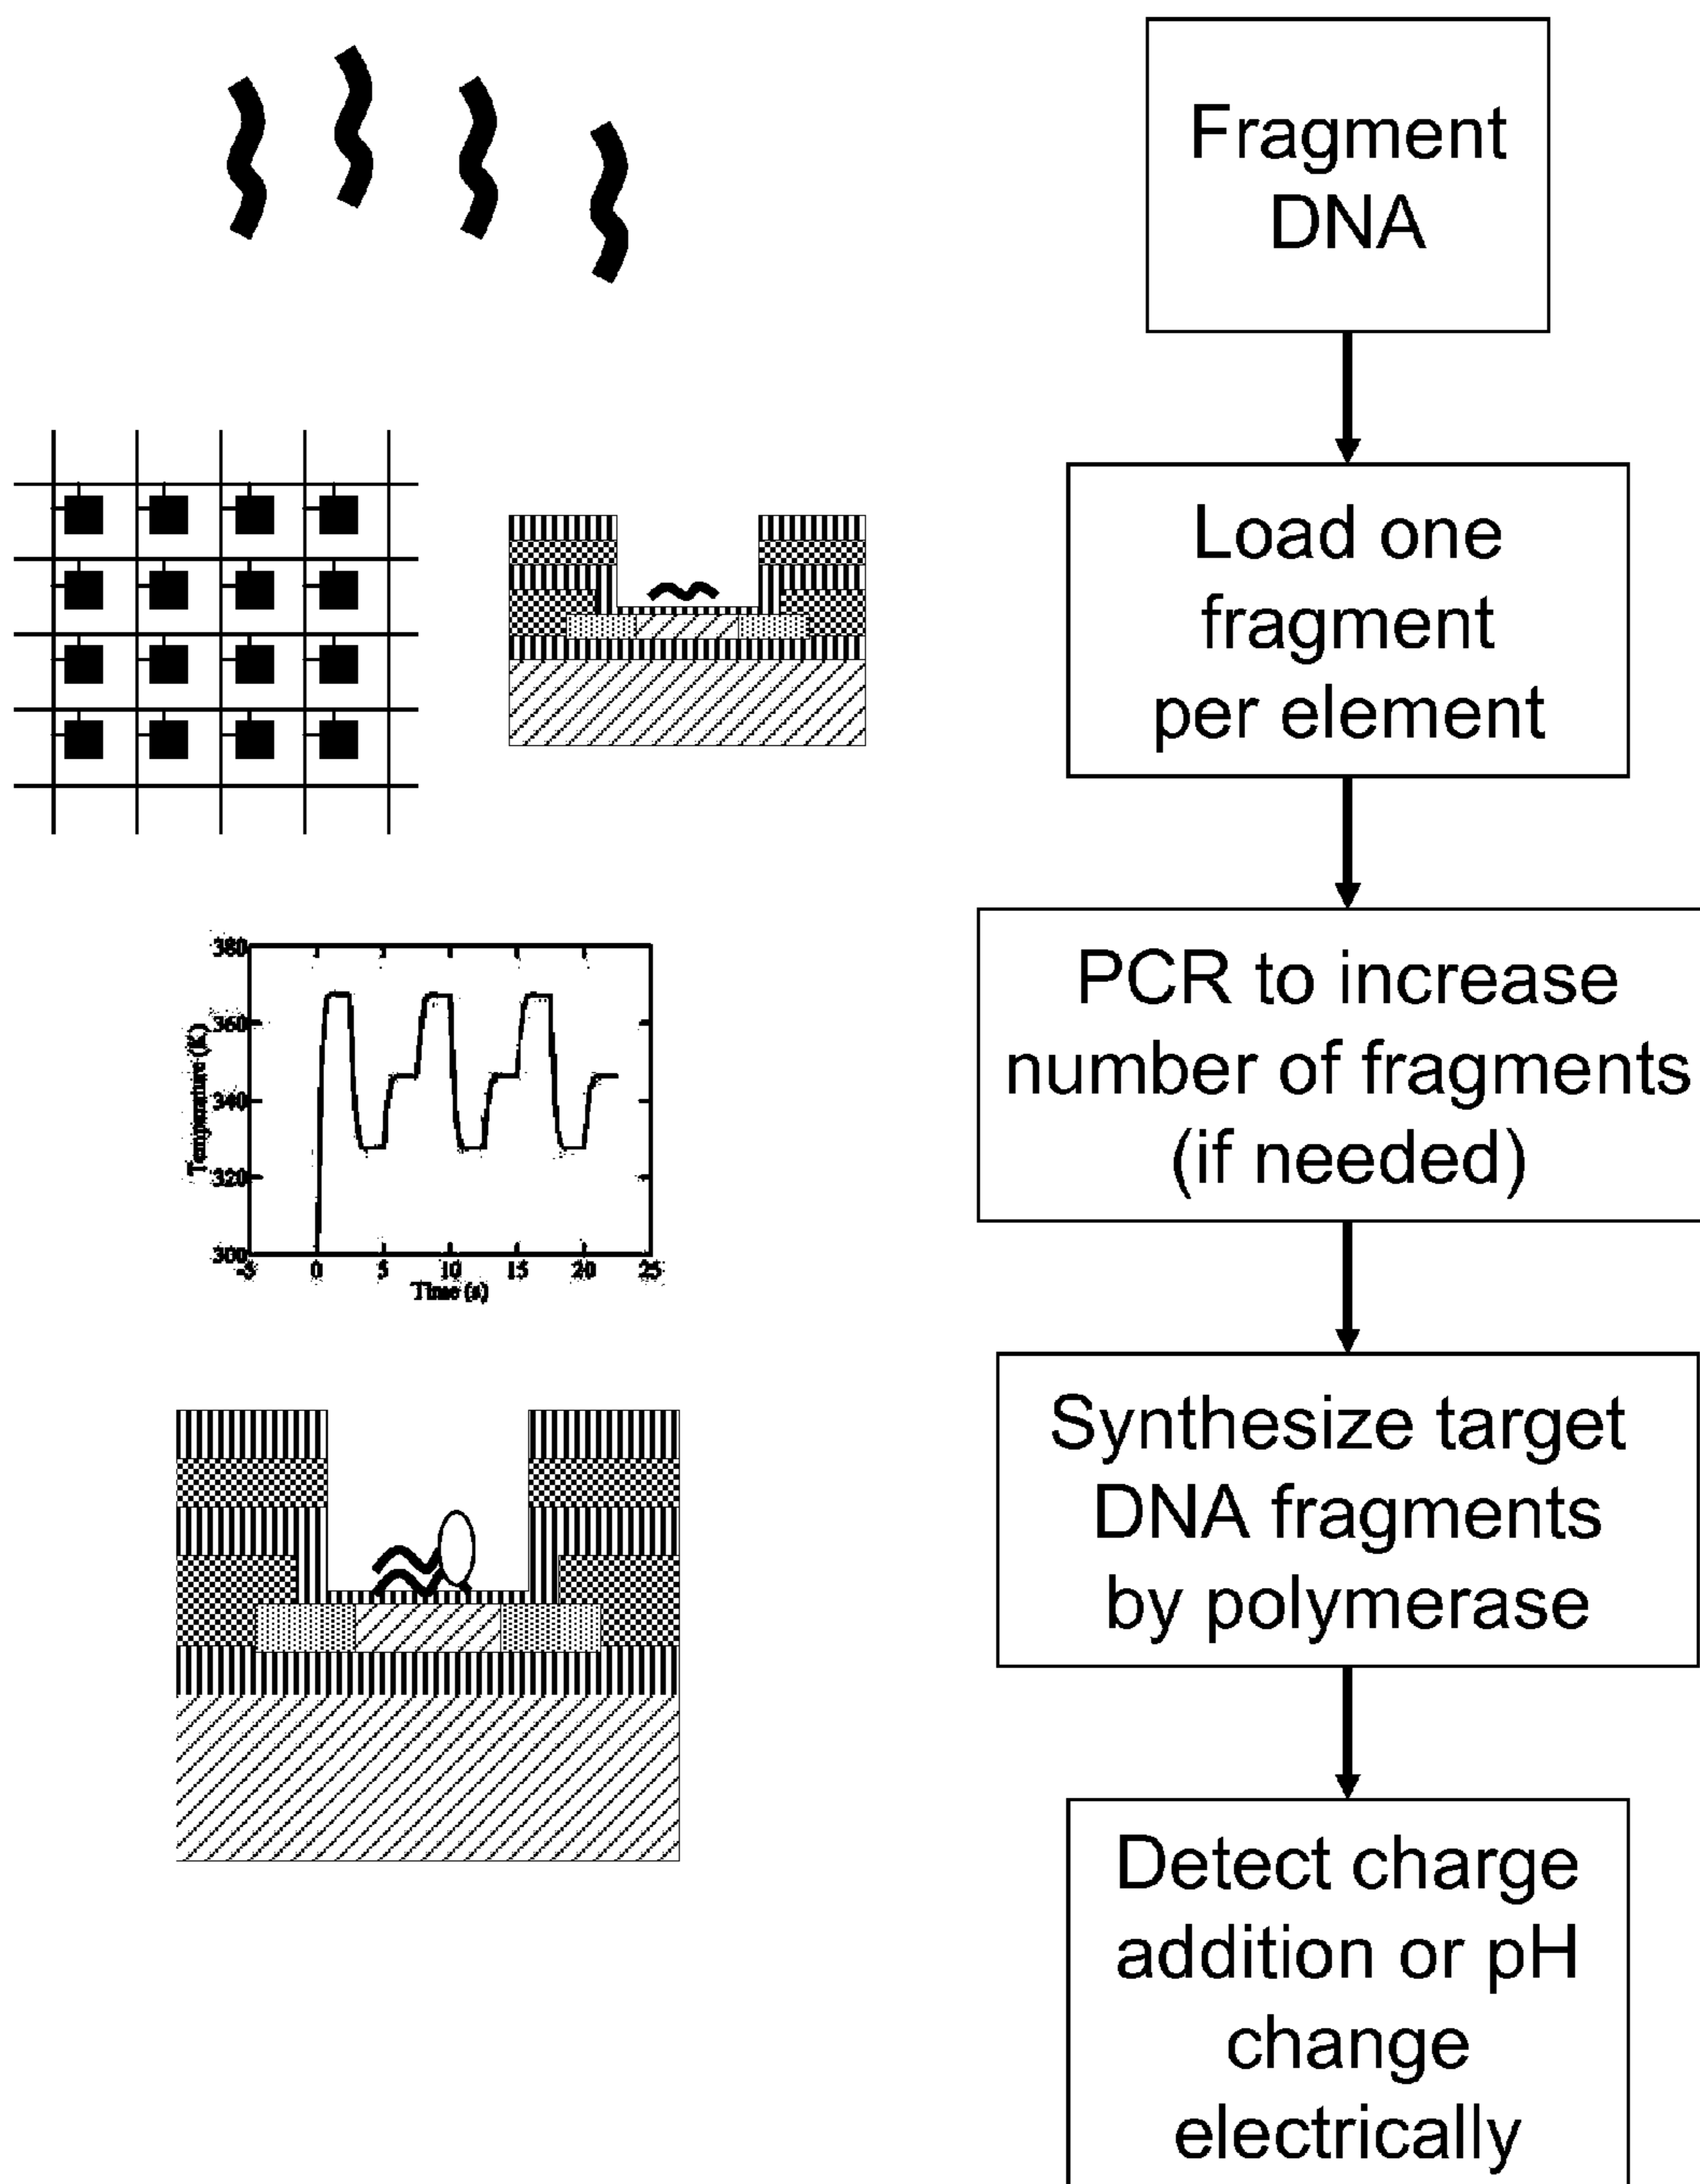 Fragment
DNA
Load one
fragment
per element
PCR to increase
number of fragments
(if needed)
380
360
340
320
300
Temperature (K)
-5 0 5 10 15 20 25
Time (s)
Synthesize target
DNA fragments
by polymerase
Detect charge
addition or pH
change
electrically